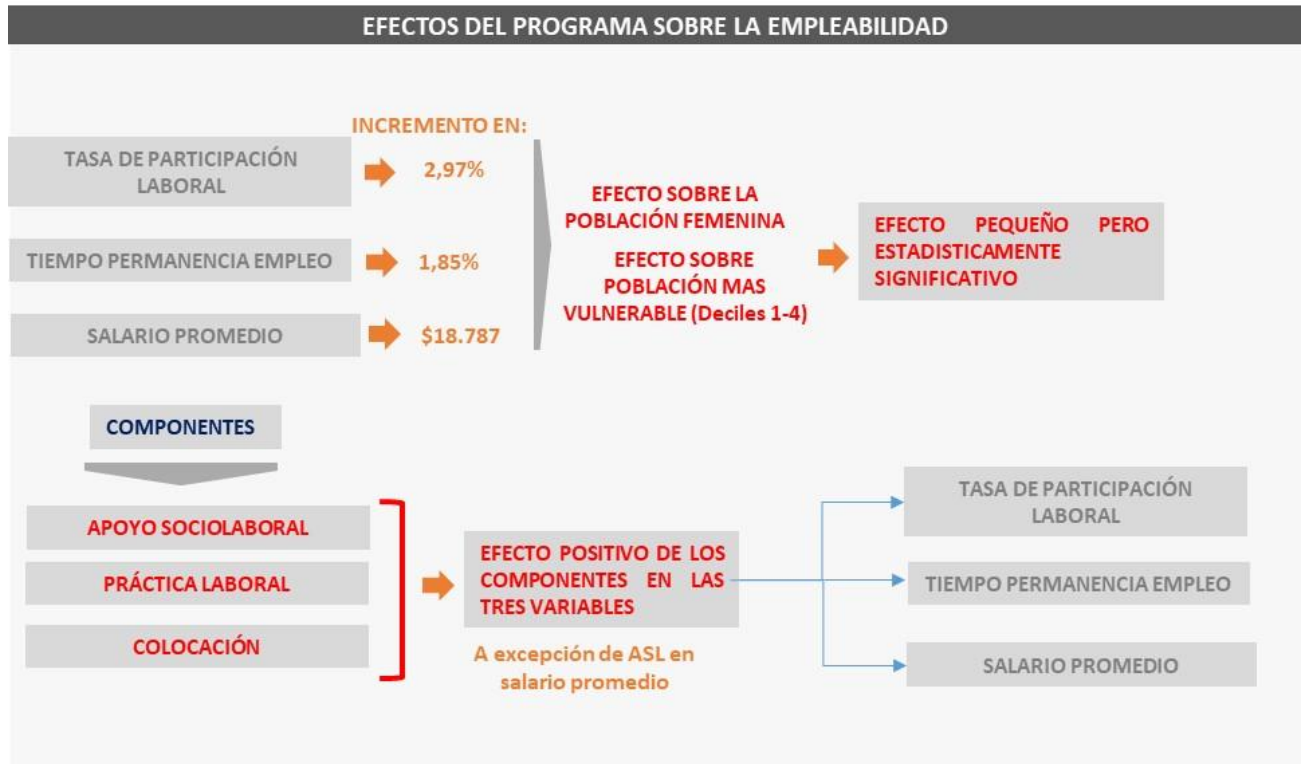 EFECTOS DEL PROGRAMA SOBRE LA EMPLEABILIDAD
INCREMENTO EN:
TASA DE PARTICIPACIÓN
LABORAL
2,97%
TIEMPO PERMANENCIA EMPLEO
1,85%
SALARIO PROMEDIO
$18.787
EFECTO SOBRE LA
POBLACIÓN FEMENINA
EFECTO SOBRE
POBLACIÓN MAS
VULNERABLE (Deciles 1-4)
EFECTO PEQUEÑO PERO
ESTADISTICAMENTE
SIGNIFICATIVO
COMPONENTES
APOYO SOCIOLABORAL
PRÁCTICA LABORAL
COLOCACIÓN
EFECTO POSITIVO DE LOS
COMPONENTES EN LAS
TRES VARIABLES
A excepción de ASL en
salario promedio
TASA DE PARTICIPACIÓN
LABORAL
TIEMPO PERMANENCIA EMPLEO
SALARIO PROMEDIO